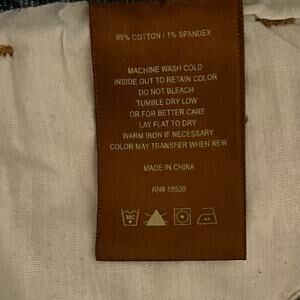 99% COTTON / 1% SPANDEX
MACHINE WASH COLD
INSIDE OUT TO RETAIN COLOR
DO NOT BLEACH
TUMBLE DRY LOW
OR FOR BETTER CARE
LAY FLAT TO DRY
WARM IRON IF NECESSARY
COLOR MAY TRANSFER WHEN NEW
MADE IN CHINA
RN# 58539
30C